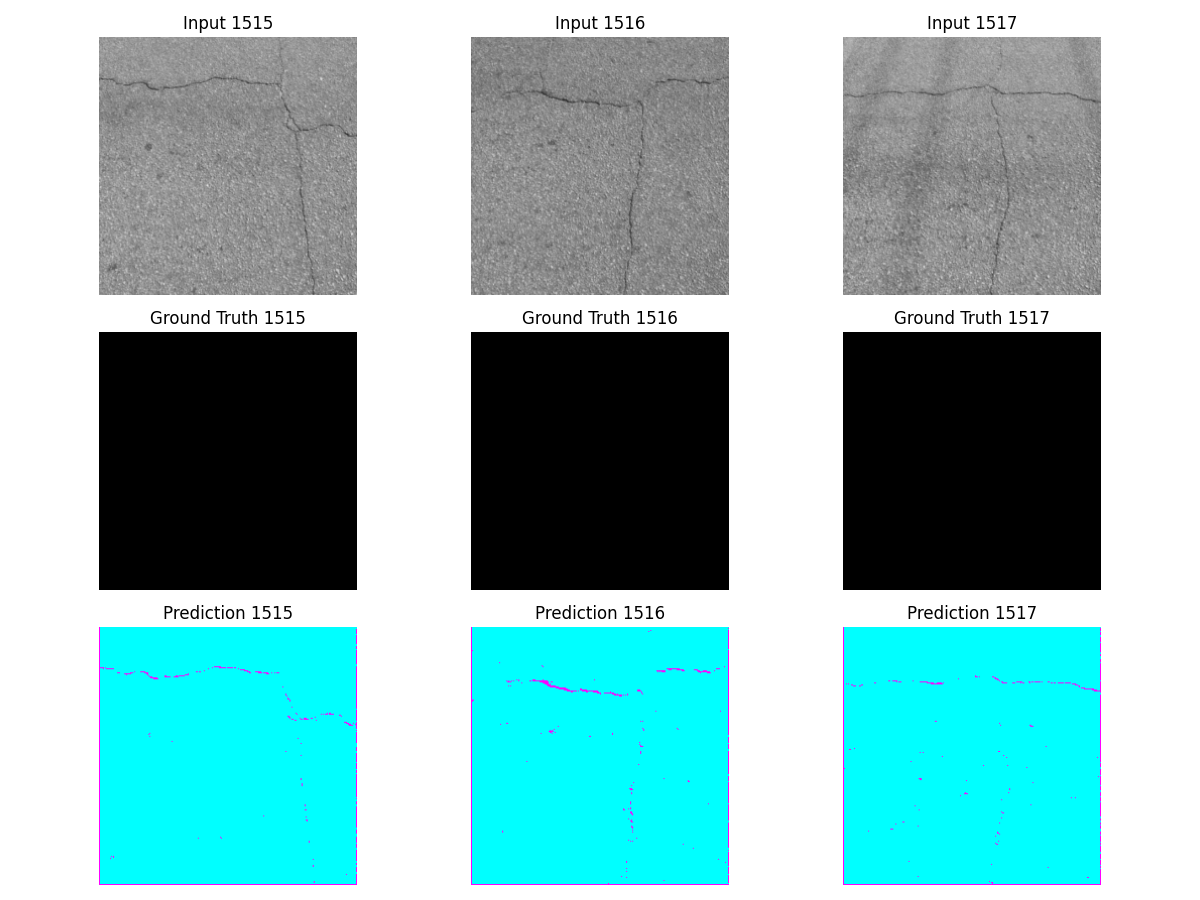 Input 1515
Input 1516
Input 1517
Ground Truth 1515
Ground Truth 1516
Ground Truth 1517
Prediction 1515
Prediction 1516
Prediction 1517